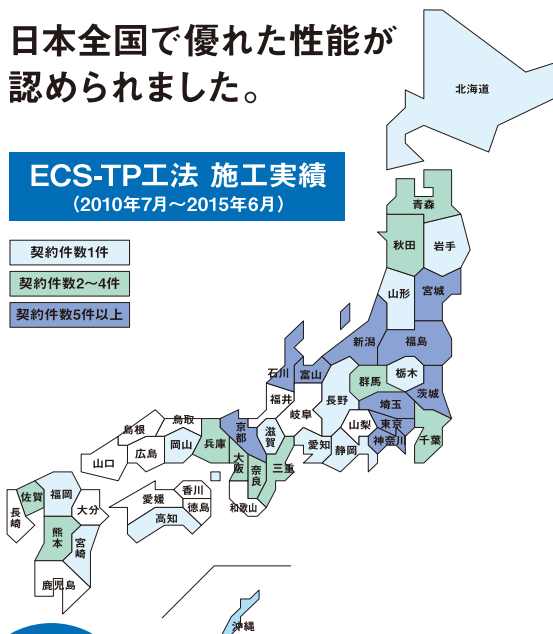 日本全国で優れた性能が
認められました。
ECS-TP工法 施工実績
（2010年7月〜2015年6月）
契約件数1件
契約件数2〜4件
契約件数5件以上
北海道
青森
秋田
岩手
山形
宮城
新潟
福島
石川
富山
群馬
栃木
茨城
福井
長野
埼玉
岐阜
山梨
東京
神奈川
千葉
島根
鳥取
京都
滋賀
愛知
静岡
山口
広島
岡山
兵庫
大阪
奈良
三重
佐賀
福岡
大分
長崎
愛媛
香川
徳島
和歌山
高知
熊本
宮崎
鹿児島
沖縄